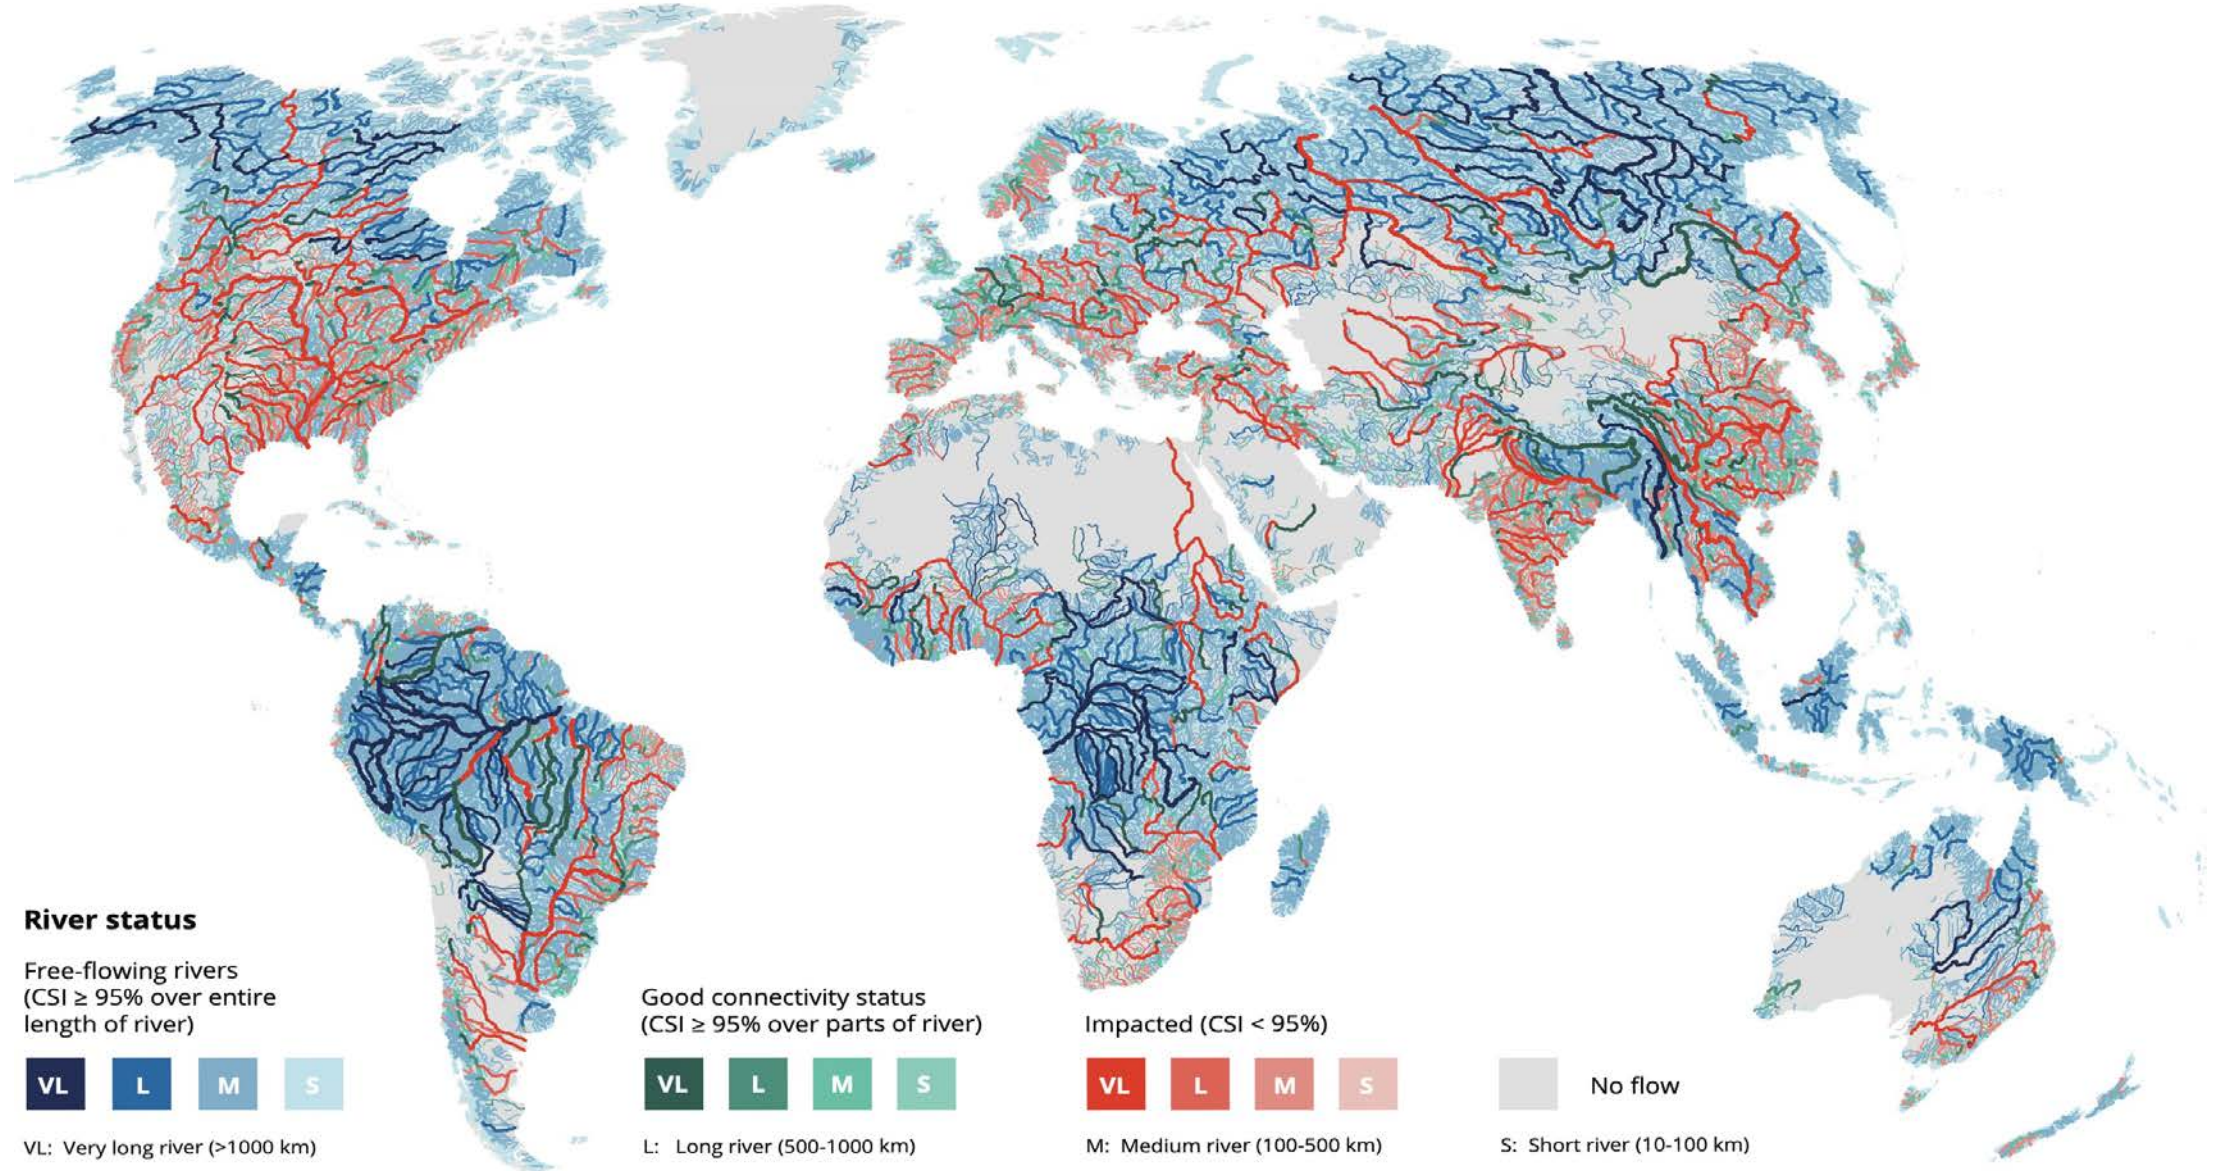 River status
Free-flowing rivers
(CSI ≥ 95% over entire
length of river)
VL
L
M
S
Good connectivity status
(CSI ≥ 95% over parts of river)
VL
L
M
S
Impacted (CSI < 95%)
VL
L
M
S
No flow
VL: Very long river (>1000 km)
L: Long river (500-1000 km)
M: Medium river (100-500 km)
S: Short river (10-100 km)